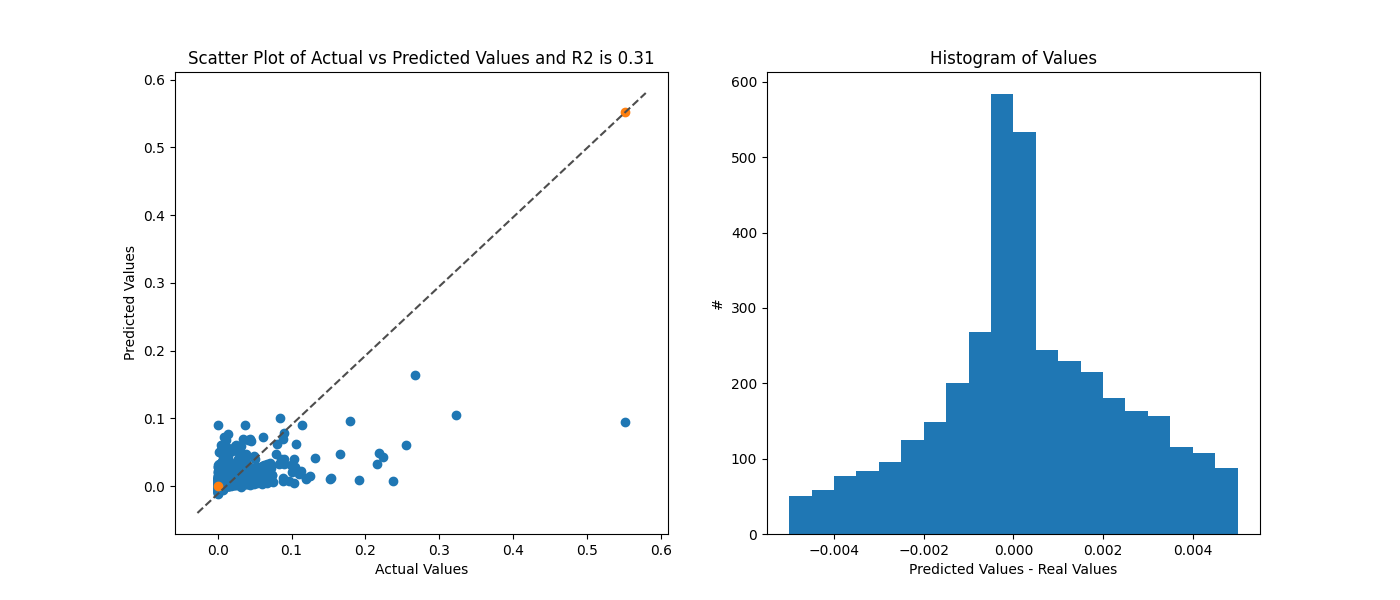 Scatter Plot of Actual vs Predicted Values and R2 is 0.31
0.6
0.5
0.4
0.3
0.2
0.1
0.0
Predicted Values
0.0 0.1 0.2 0.3 0.4 0.5 0.6
Actual Values
Histogram of Values
600
500
400
300
200
100
0
#
−0.004 −0.002 0.000 0.002 0.004
Predicted Values - Real Values